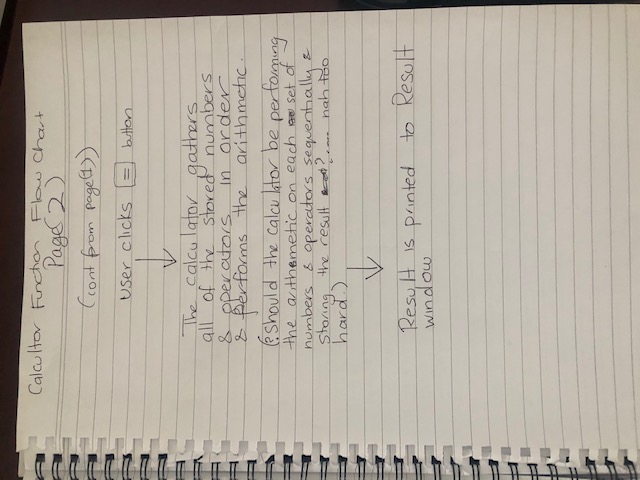 Calcultor Function Flow Chart
Page(2)
(cont from page(1))
user clicks = button
The calculator gathers
all of the stored numbers
& operators in order
& performs the arithmetic.
(?Should the calculator be performing
the arithmetic on each set of
numbers & operators sequentially &
storing the result ?.... nah too
hard.)
Result is printed to Result
window